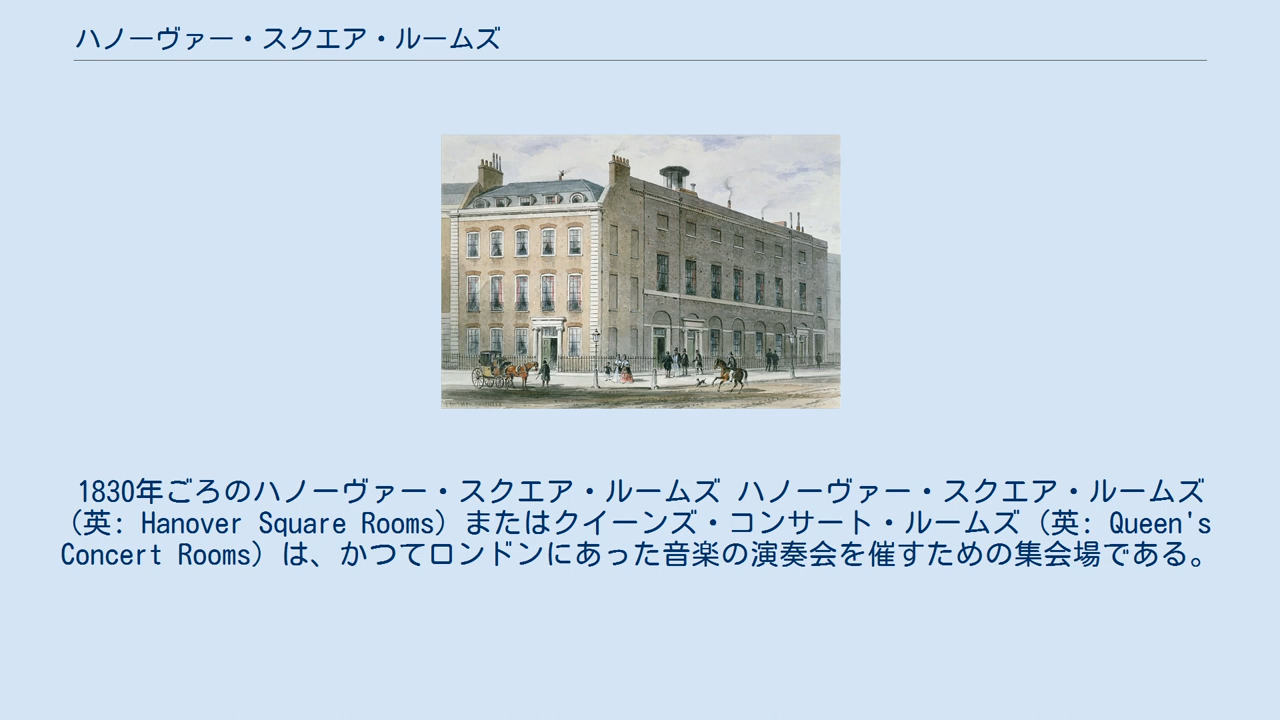 ハノーヴァー・スクエア・ルームズ
1830年ごろのハノーヴァー・スクエア・ルームズ ハノーヴァー・スクエア・ルームズ
（英: Hanover Square Rooms）またはクイーンズ・コンサート・ルームズ（英: Queen's
Concert Rooms）は、かつてロンドンにあった音楽の演奏会を催すための集会場である。